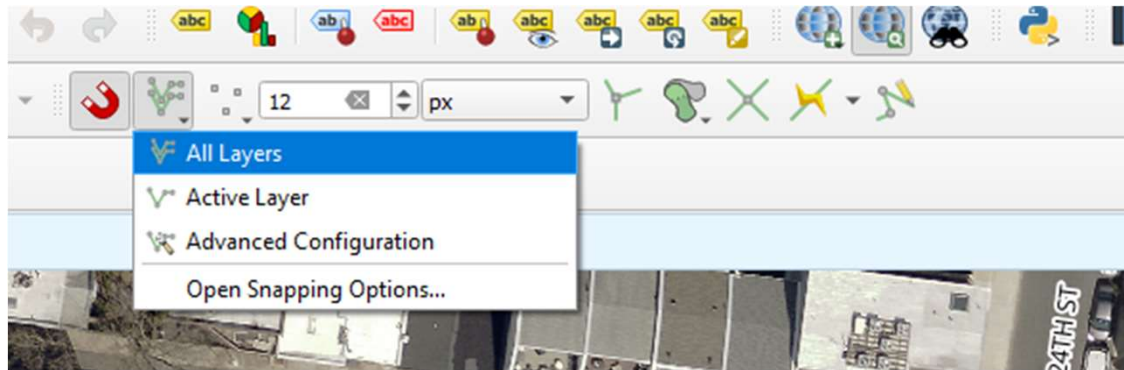 abc ab abc ab abc abc abc abc
12 px
All Layers
Active Layer
Advanced Configuration
Open Snapping Options...
24TH ST